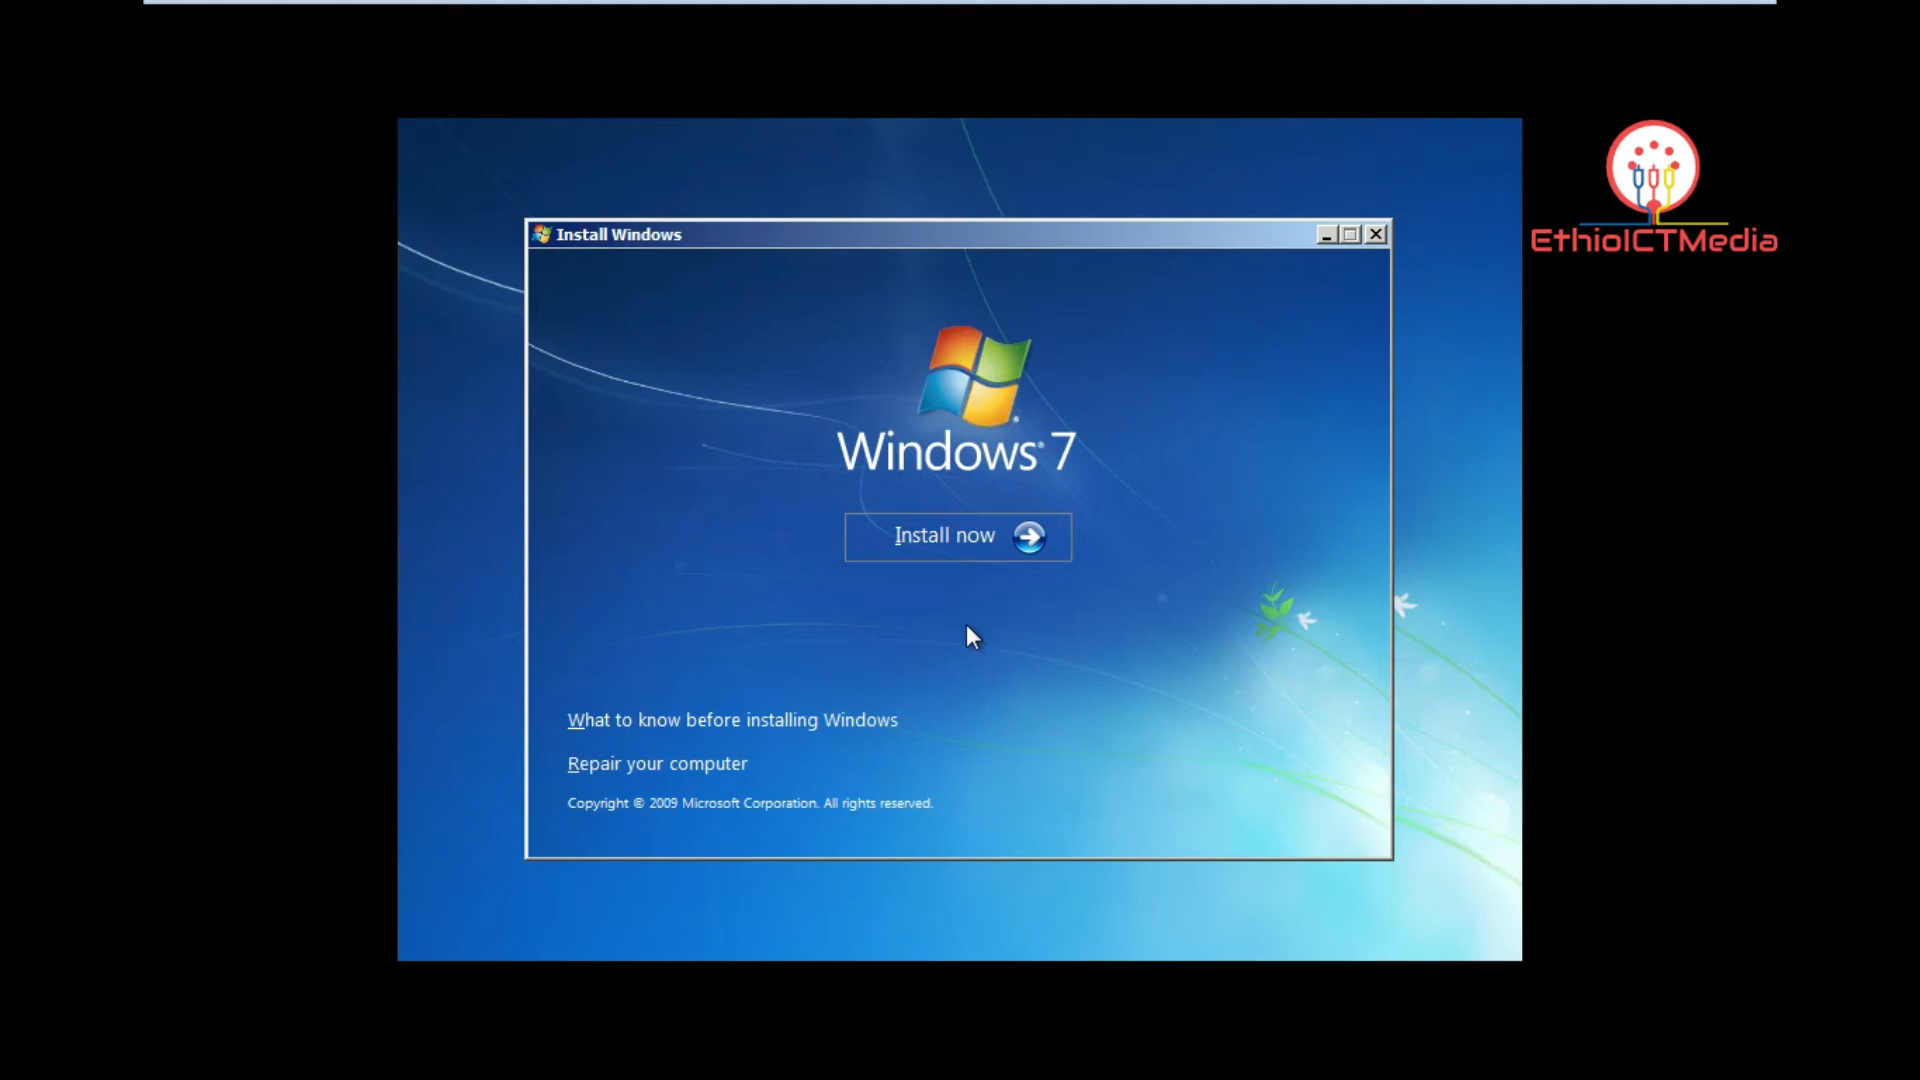 Install Windows
EthioICTMedia
Windows® 7
Install now
What to know before installing Windows
Repair your computer
Copyright © 2009 Microsoft Corporation. All rights reserved.